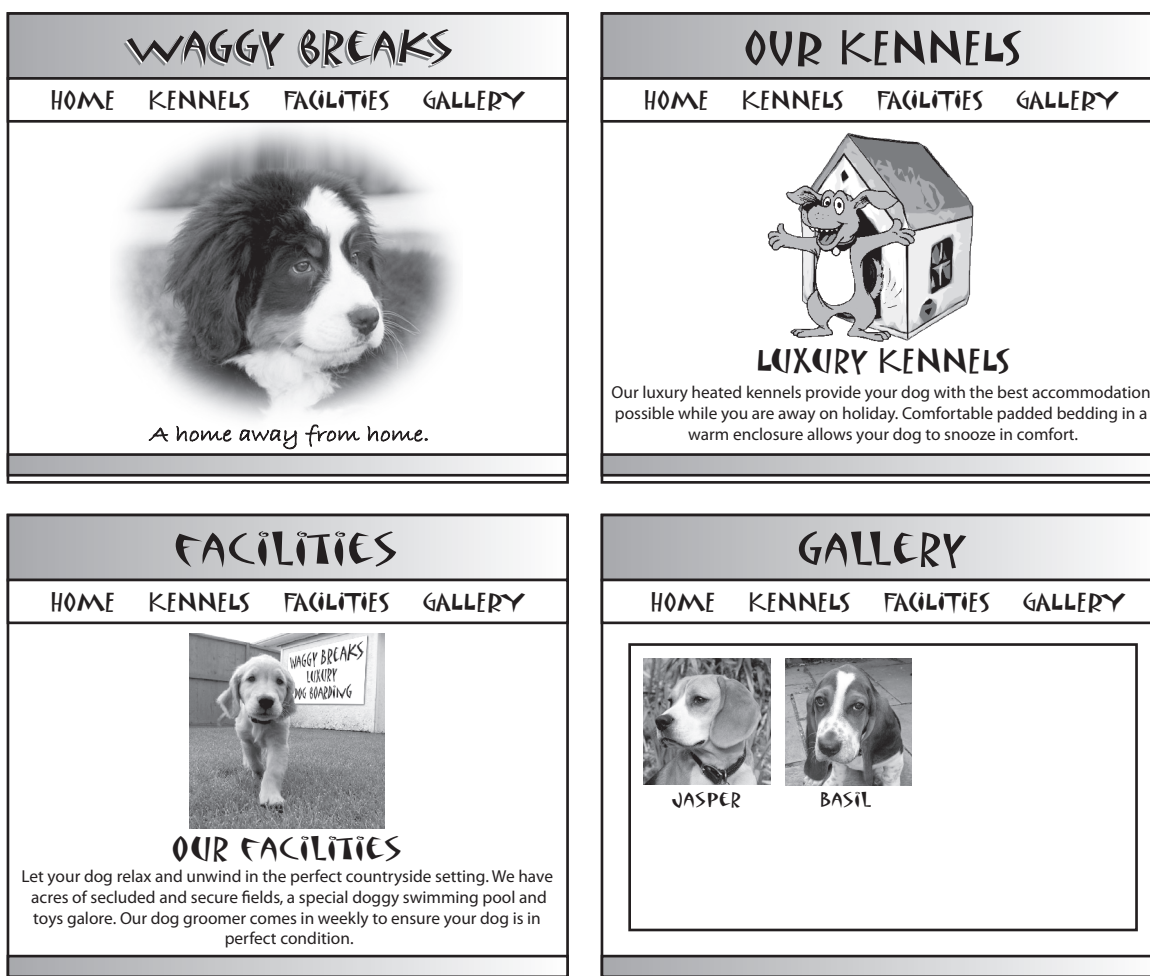 WAGGY BREAKS
HOME KENNELS FACILITIES GALLERY
A home away from home.
OUR KENNELS
HOME KENNELS FACILITIES GALLERY
LUXURY KENNELS
Our luxury heated kennels provide your dog with the best accommodation
possible while you are away on holiday. Comfortable padded bedding in a
warm enclosure allows your dog to snooze in comfort.
FACILITIES
HOME KENNELS FACILITIES GALLERY
WAGGY BREAKS
LUXURY
DOG BOARDING
OUR FACILITIES
Let your dog relax and unwind in the perfect countryside setting. We have
acres of secluded and secure fields, a special doggy swimming pool and
toys galore. Our dog groomer comes in weekly to ensure your dog is in
perfect condition.
GALLERY
HOME KENNELS FACILITIES GALLERY
JASPER BASIL